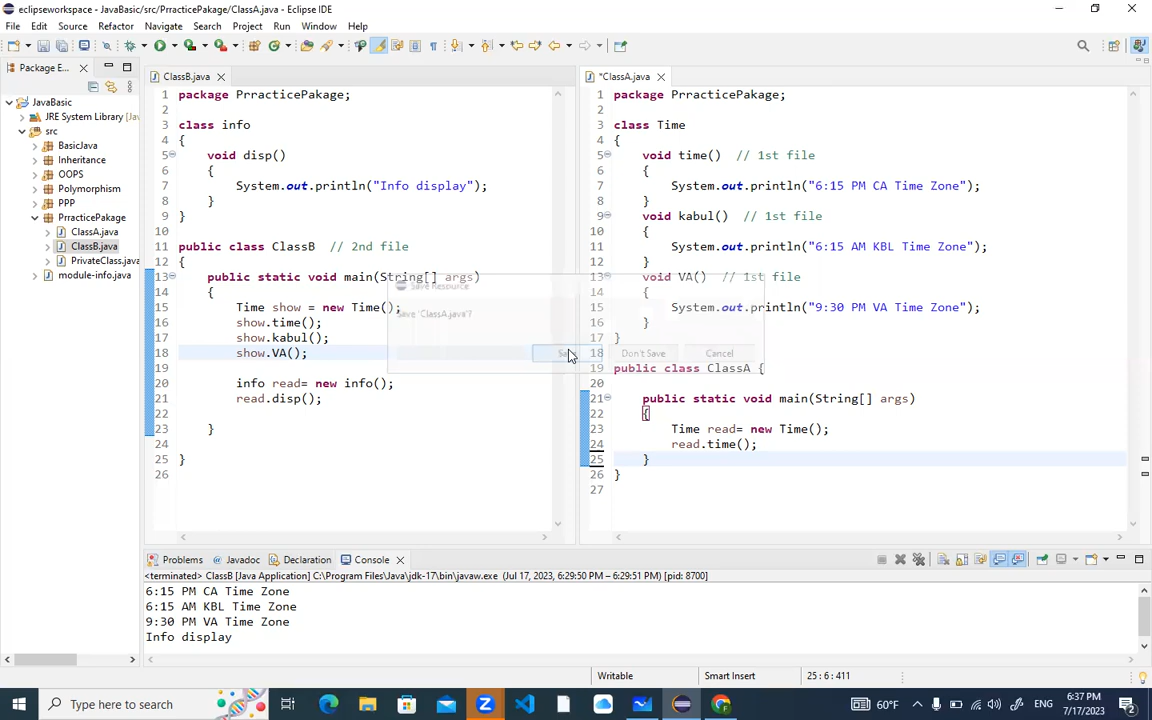 eclipseworkspace - JavaBasic/src/PrracticePakage/ClassA.java - Eclipse IDE
File Edit Source Refactor Navigate Search Project Run Window Help
Package E...
JavaBasic
JRE System Library [Java
src
BasicJava
Inheritance
OOPS
Polymorphism
PPP
PrracticePakage
ClassA.java
ClassB.java
PrivateClass.java
module-info.java
ClassB.java
1 package PrracticePakage;
2
3 class info
4 {
5 void disp()
6 {
7 System.out.println("Info display");
8 }
9 }
10
11 public class ClassB // 2nd file
12 {
13 public static void main(String[] args)
14 {
15 Time show = new Time();
16 show.time();
17 show.kabul();
18 show.VA();
19
20 info read= new info();
21 read.disp();
22
23 }
24
25 }
26
*ClassA.java
1 package PrracticePakage;
2
3 class Time
4 {
5 void time() // 1st file
6 {
7 System.out.println("6:15 PM CA Time Zone");
8 }
9 void kabul() // 1st file
10 {
11 System.out.println("6:15 AM KBL Time Zone");
12 }
13 void VA() // 1st file
14 {
15 System.out.println("9:30 PM VA Time Zone");
16 }
17 }
18
19 public class ClassA {
20
21 public static void main(String[] args)
22 {
23 Time read= new Time();
24 read.time();
25 }
26 }
27
Save Resource
Save 'ClassA.java'?
Save Don't Save Cancel
Problems Javadoc Declaration Console
<terminated> ClassB [Java Application] C:\Program Files\Java\jdk-17\bin\javaw.exe (Jul 17, 2023, 6:29:50 PM – 6:29:51 PM) [pid: 8700]
6:15 PM CA Time Zone
6:15 AM KBL Time Zone
9:30 PM VA Time Zone
Info display
Writable Smart Insert 25 : 6 : 411
Type here to search
60°F
ENG
6:37 PM
7/17/2023
2